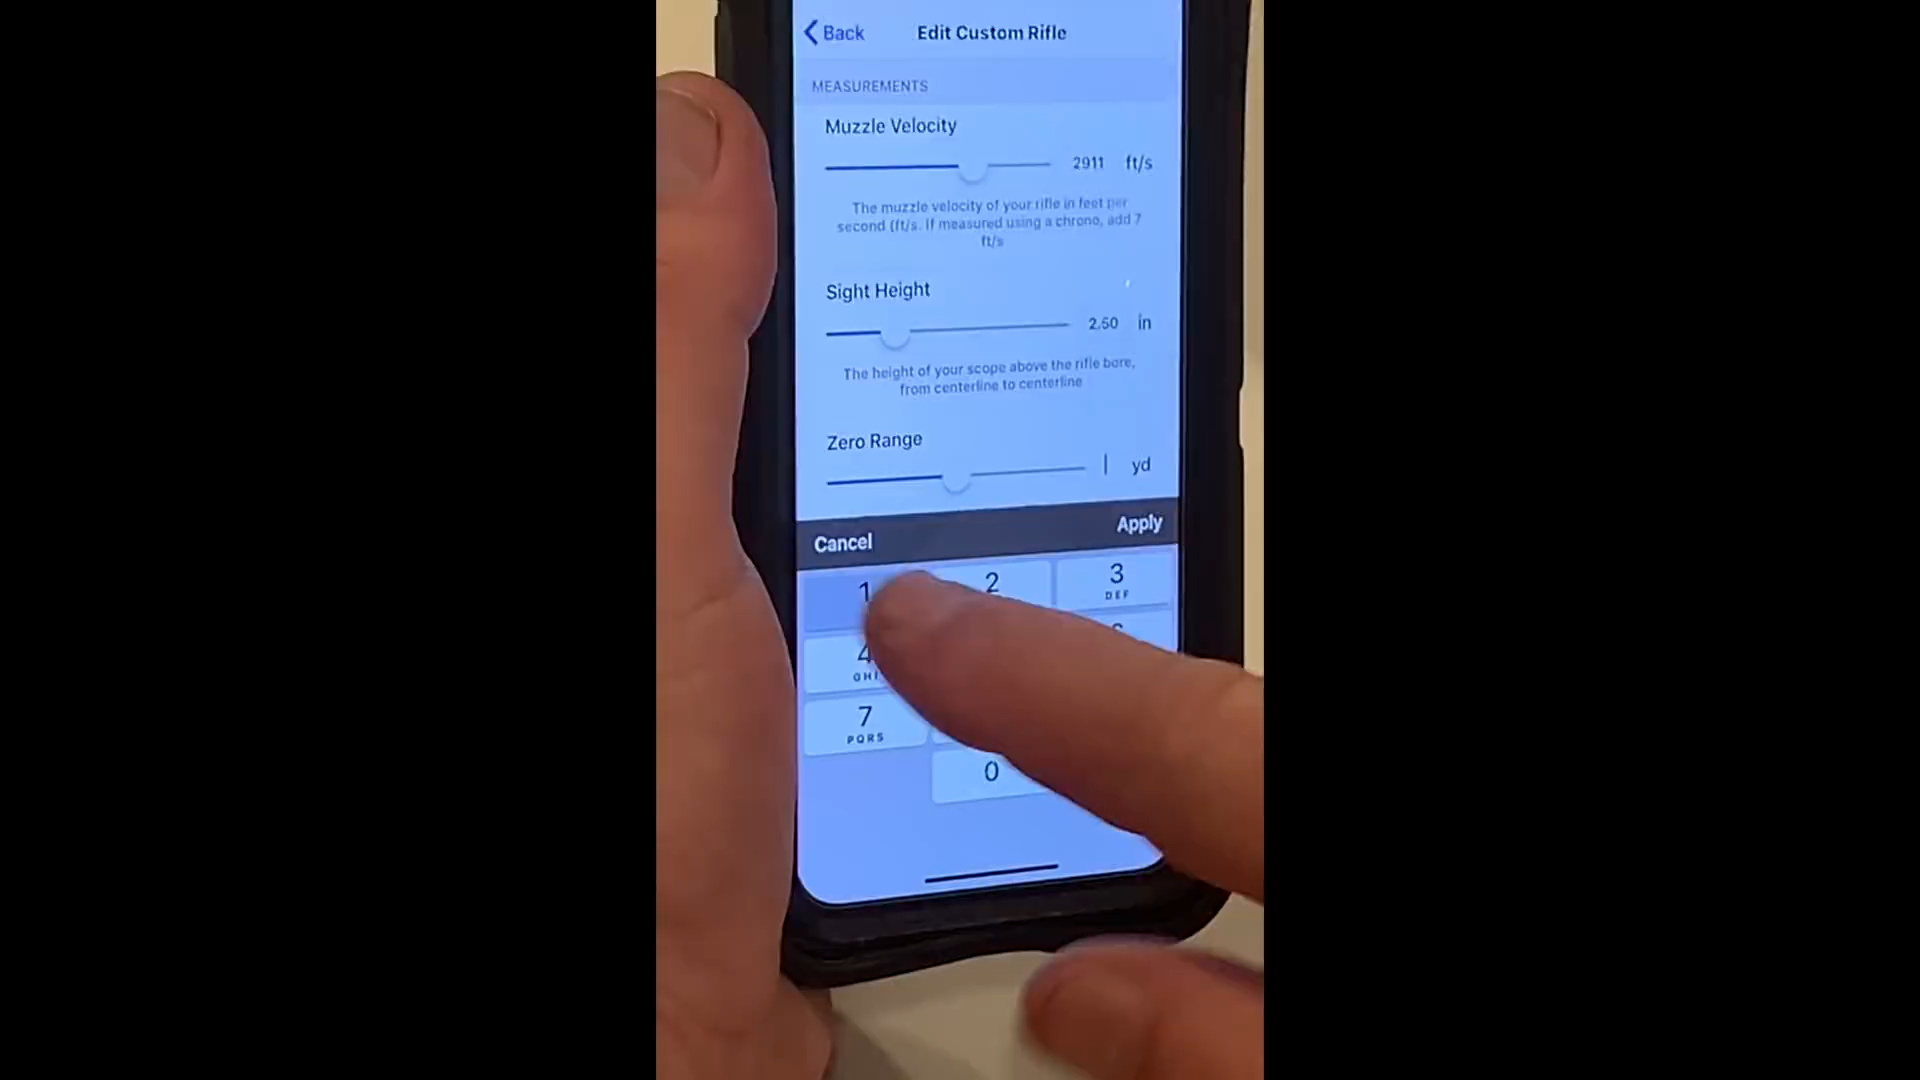 Back
Edit Custom Rifle
MEASUREMENTS
Muzzle Velocity
2911 ft/s
The muzzle velocity of your rifle in feet per
second (ft/s. If measured using a chrono, add 7
ft/s
Sight Height
2.50 in
The height of your scope above the rifle bore,
from centerline to centerline
Zero Range
yd
Cancel
Apply
1
2
3
DEF
4
GHI
7
PQRS
0